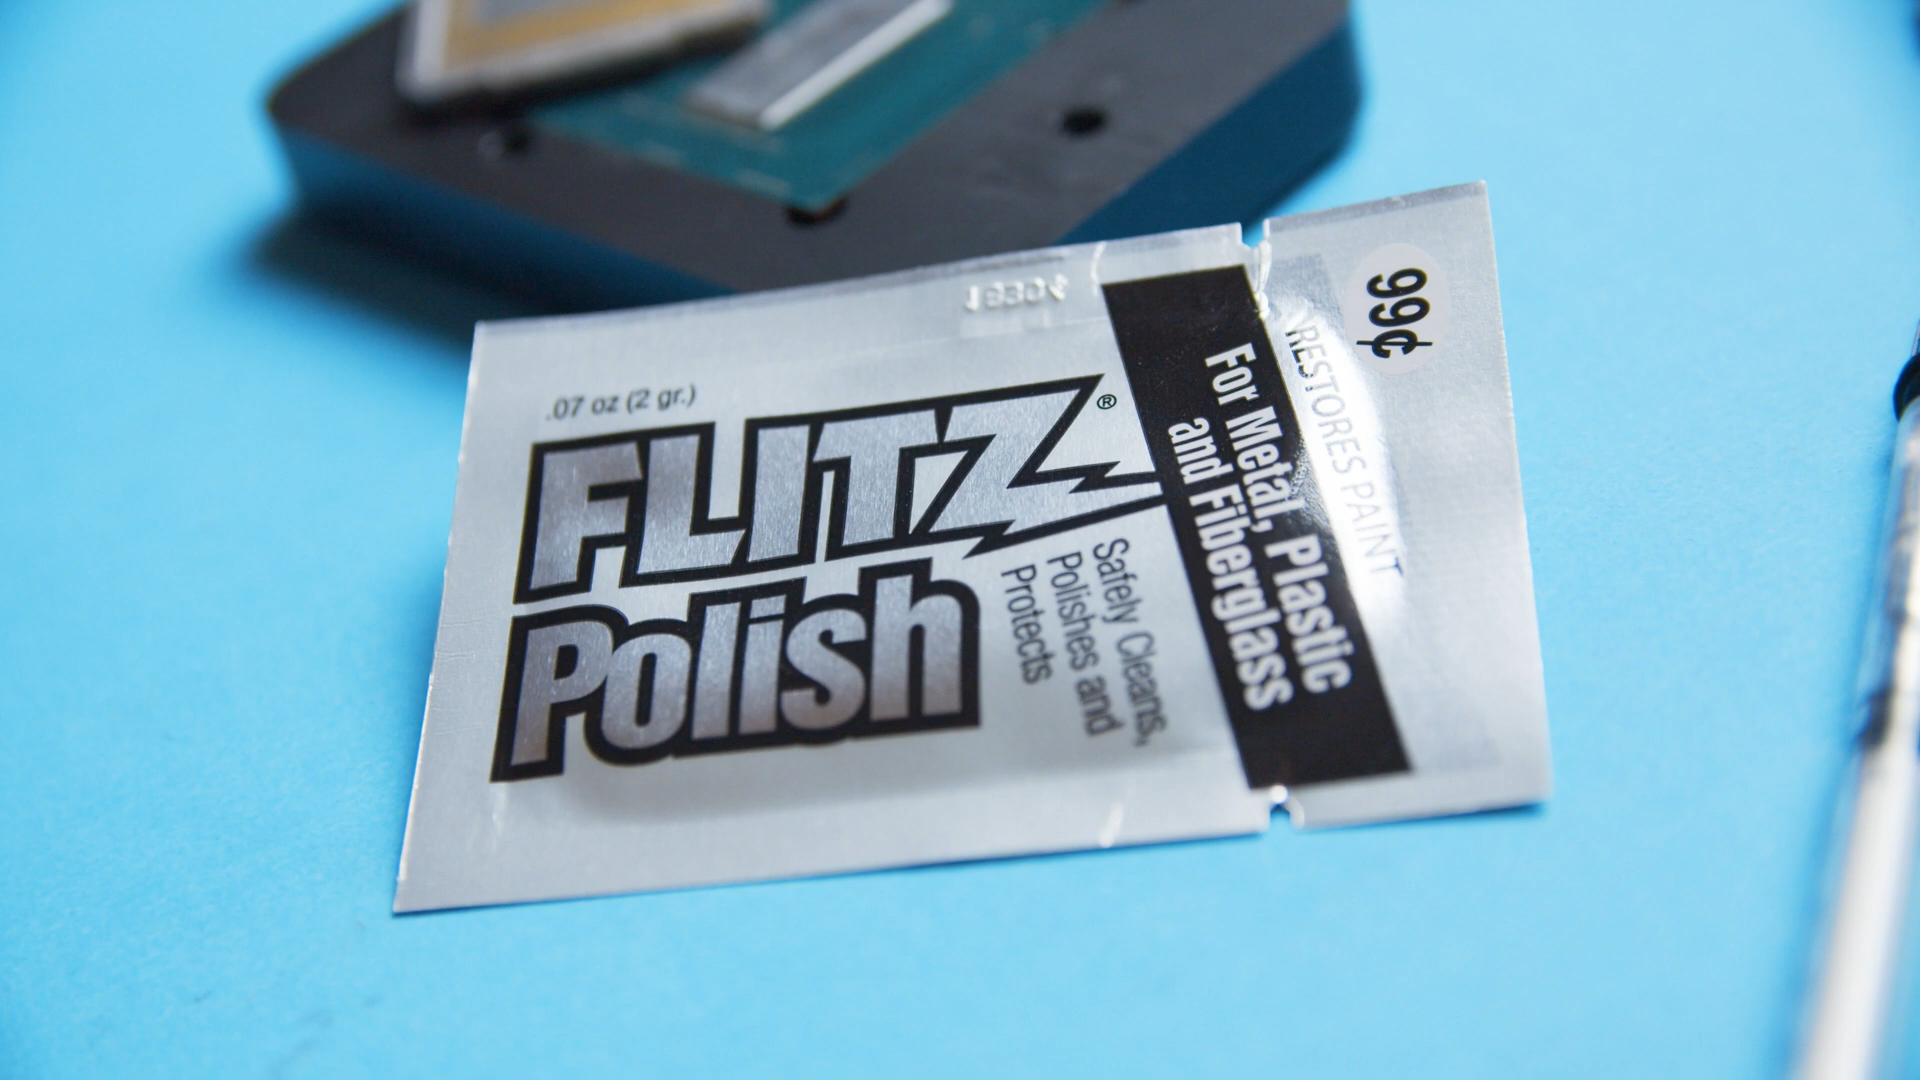 .07 oz (2 gr.)
FLITZ®
Polish
Safely Cleans,
Polishes and
Protects
For Metal, Plastic
and Fiberglass
RESTORES PAINT
99¢